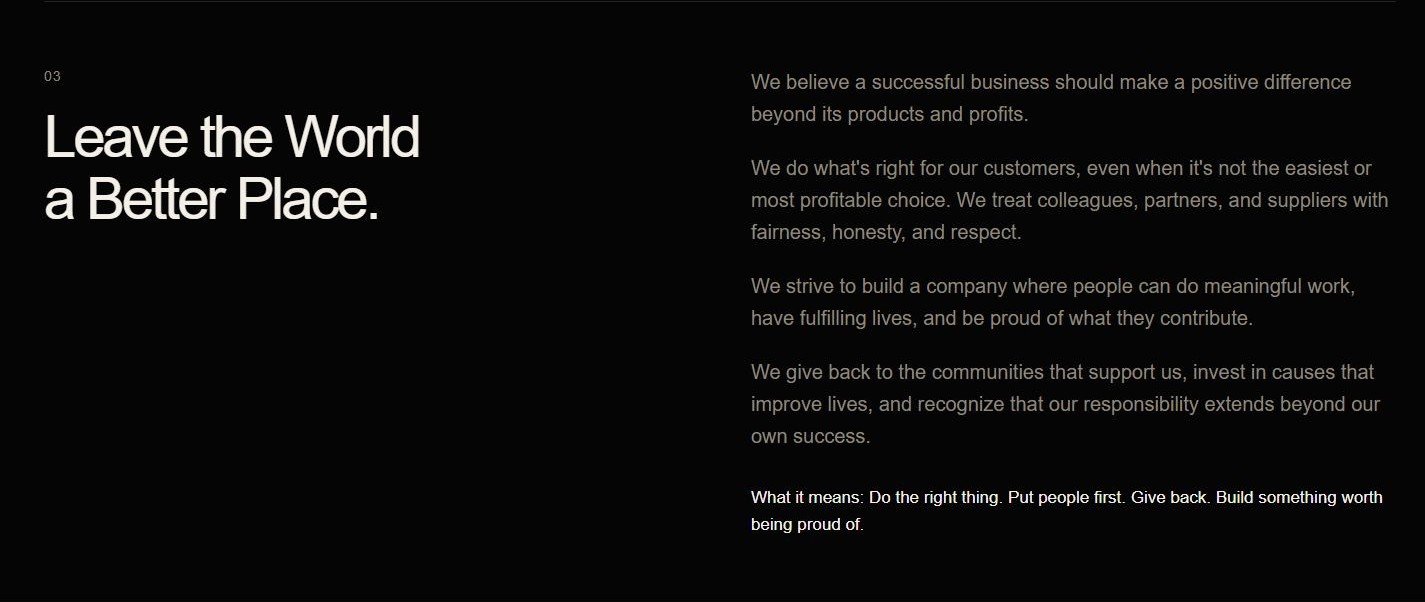 03
Leave the World
a Better Place.
We believe a successful business should make a positive difference
beyond its products and profits.
We do what's right for our customers, even when it's not the easiest or
most profitable choice. We treat colleagues, partners, and suppliers with
fairness, honesty, and respect.
We strive to build a company where people can do meaningful work,
have fulfilling lives, and be proud of what they contribute.
We give back to the communities that support us, invest in causes that
improve lives, and recognize that our responsibility extends beyond our
own success.
What it means: Do the right thing. Put people first. Give back. Build something worth
being proud of.